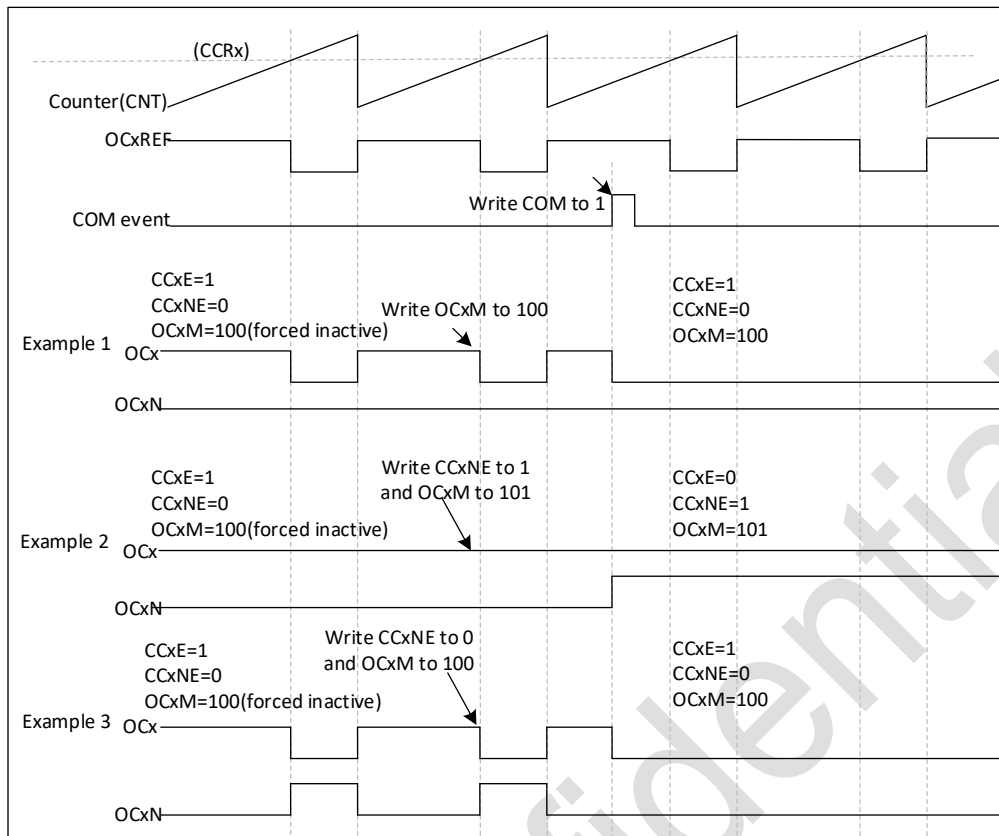 (CCRx)
Counter(CNT)
OCxREF
Write COM to 1
COM event
CCxE=1
CCxNE=0
OCxM=100(forced inactive)
Write OCxM to 100
CCxE=1
CCxNE=0
OCxM=100
Example 1
OCx
OCxN
CCxE=1
CCxNE=0
OCxM=100(forced inactive)
Write CCxNE to 1
and OCxM to 101
CCxE=0
CCxNE=1
OCxM=101
Example 2
OCx
OCxN
CCxE=1
CCxNE=0
OCxM=100(forced inactive)
Write CCxNE to 0
and OCxM to 100
CCxE=1
CCxNE=0
OCxM=100
Example 3
OCx
OCxN
nfidentia